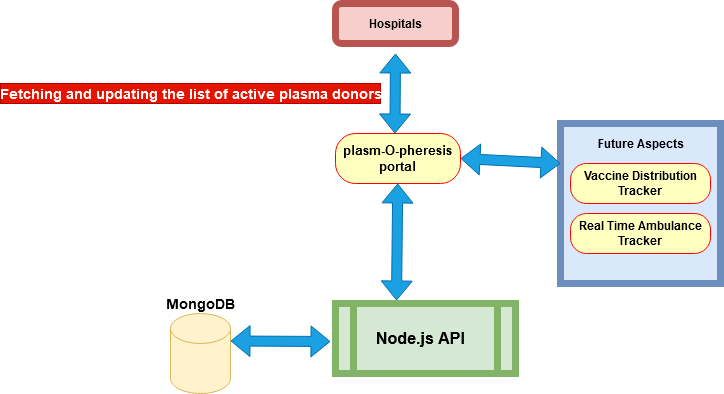 Hospitals
Fetching and updating the list of active plasma donors
plasm-O-pheresis
portal
Future Aspects
Vaccine Distribution
Tracker
Real Time Ambulance
Tracker
MongoDB
Node.js API